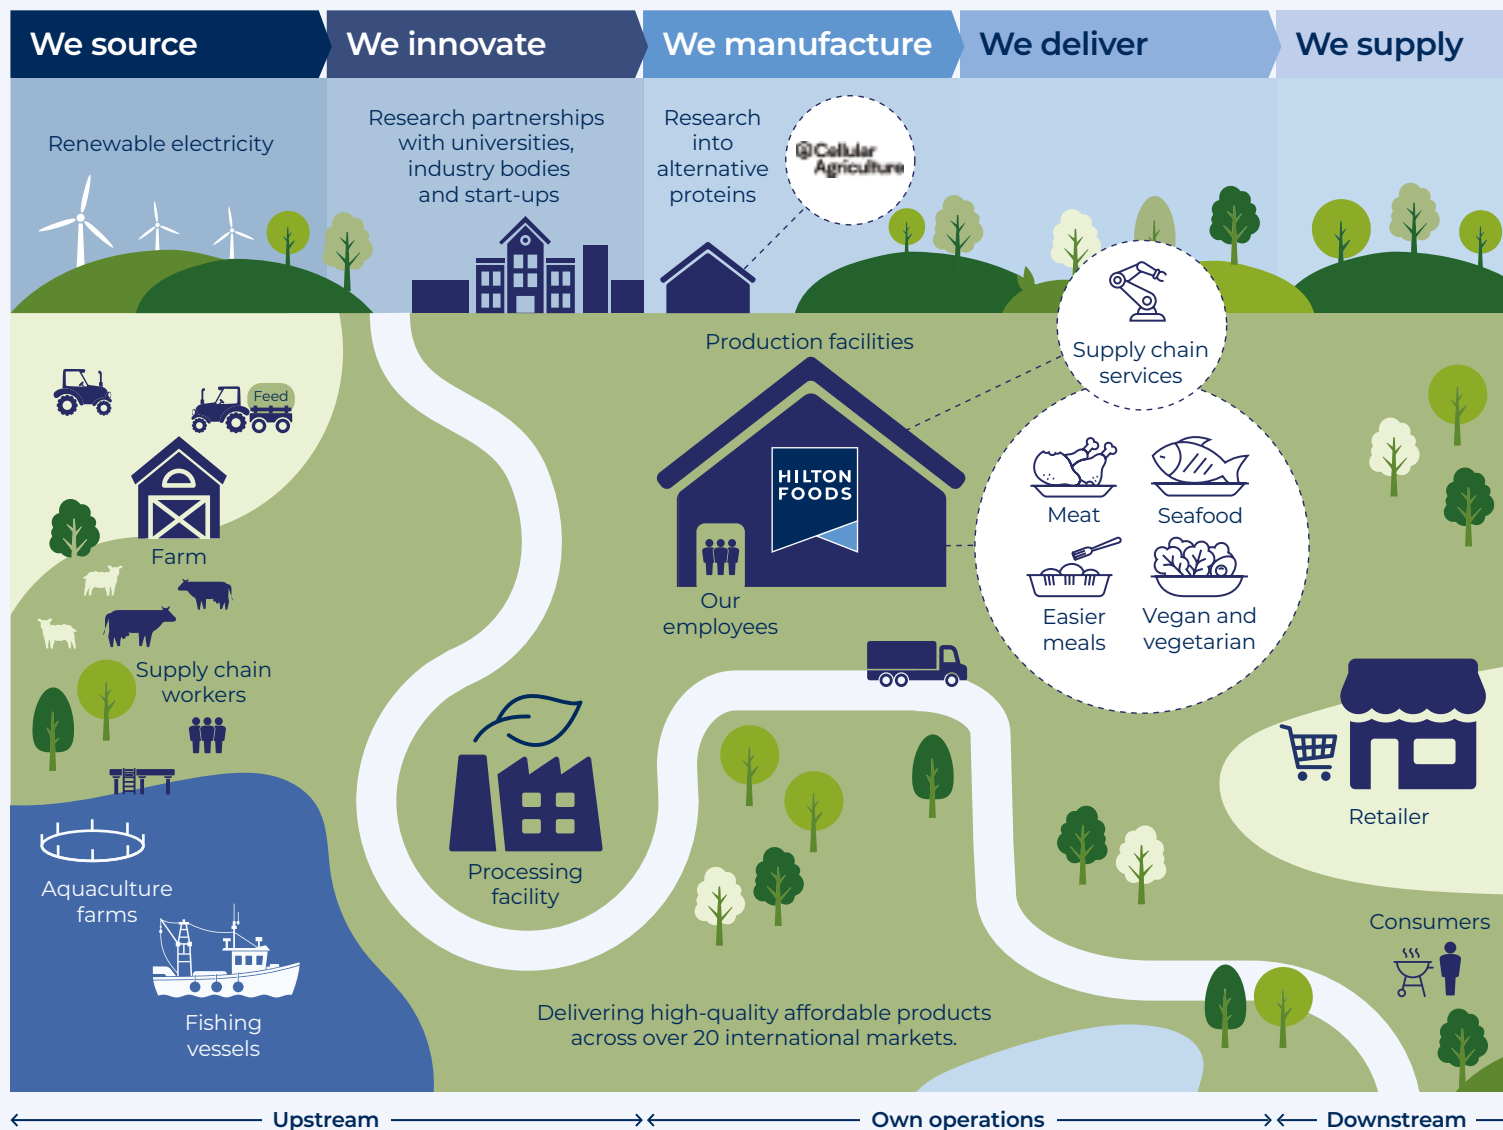 We source
We innovate
We manufacture
We deliver
We supply
Renewable electricity
Research partnerships
with universities,
industry bodies
and start-ups
Research
into
alternative
proteins
Cellular
Agriculture
Production facilities
Supply chain
services
Feed
HILTON
FOODS
Meat
Seafood
Easier
meals
Vegan and
vegetarian
Farm
Our
employees
Supply chain
workers
Processing
facility
Retailer
Aquaculture
farms
Consumers
Fishing
vessels
Delivering high-quality affordable products
across over 20 international markets.
Upstream
Own operations
Downstream